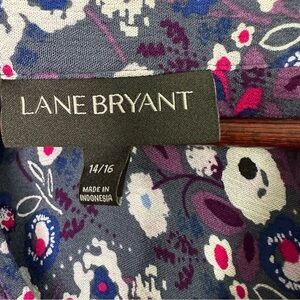 LANE BRYANT
14/16
MADE IN
INDONESIA